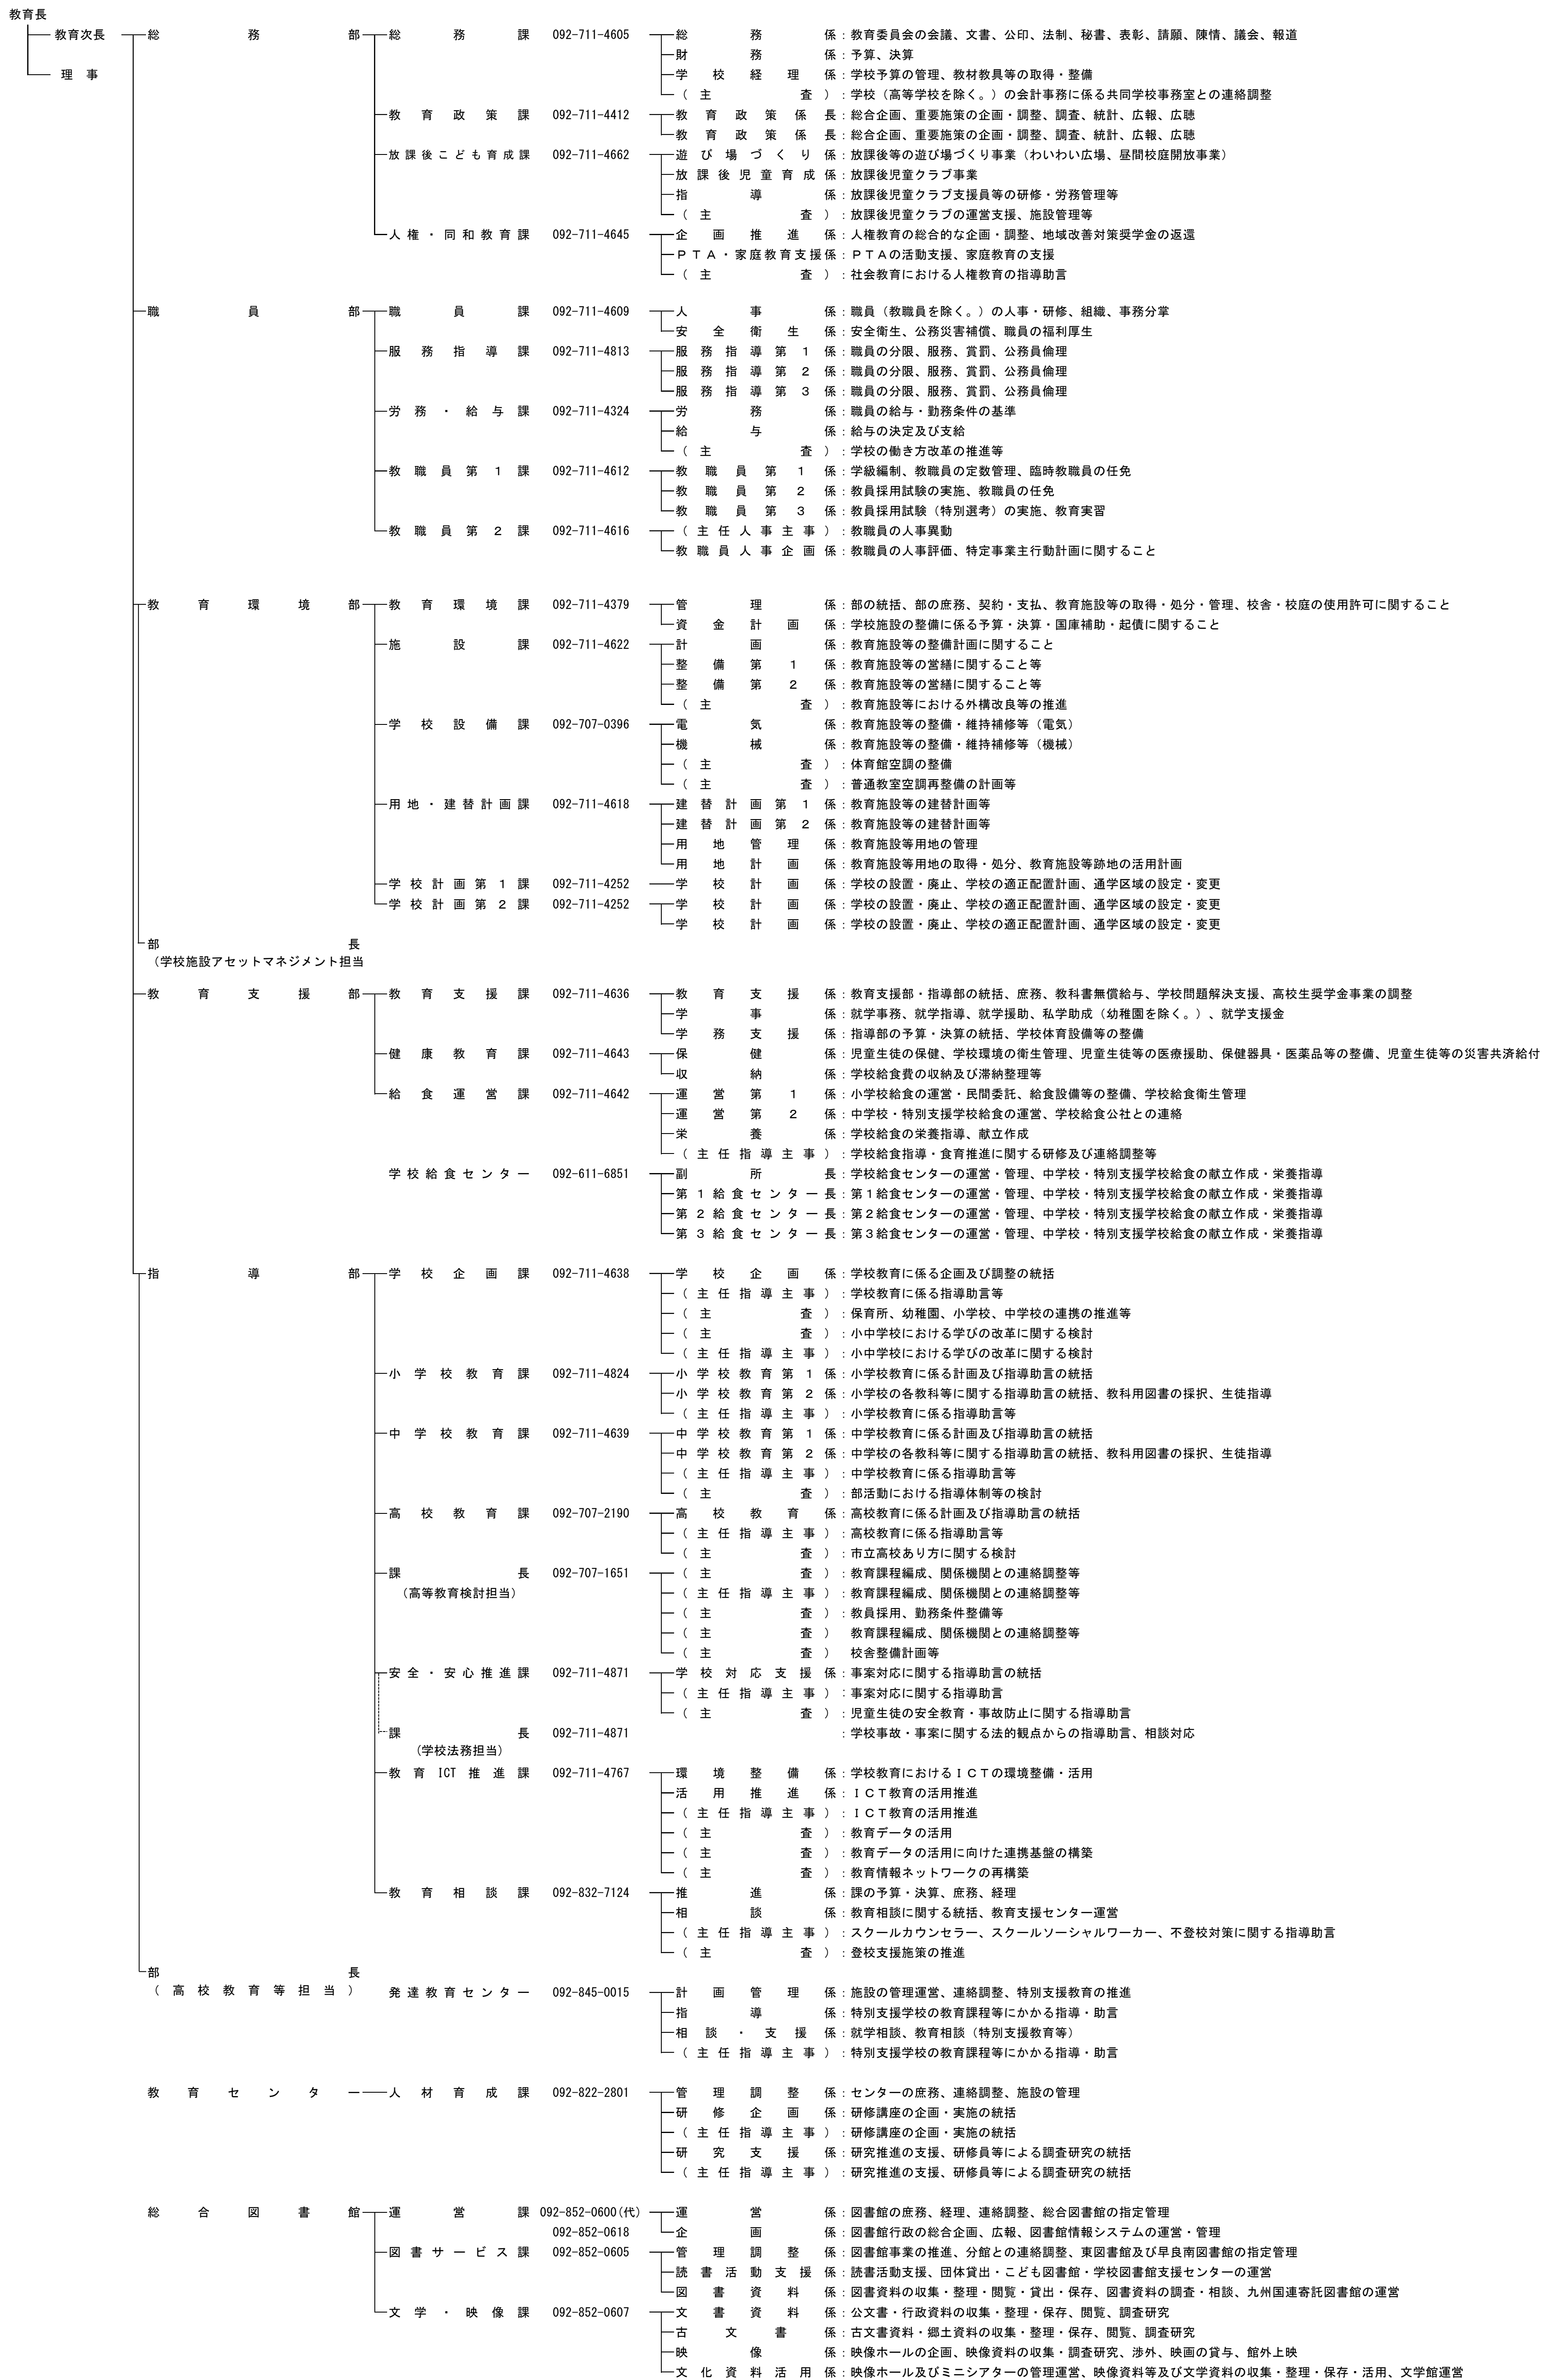 教育長
教育次長 総務部 総務課 092-711-4605 総務係：教育委員会の会議、文書、公印、法制、秘書、表彰、請願、陳情、議会、報道
財務係：予算、決算
理事 学校経理係：学校予算の管理、教材教具等の取得・整備
（主査）：学校（高等学校を除く。）の会計事務に係る共同学校事務室との連絡調整
教育政策課 092-711-4412 教育政策係長：総合企画、重要施策の企画・調整、調査、統計、広報、広聴
教育政策係長：総合企画、重要施策の企画・調整、調査、統計、広報、広聴
放課後こども育成課 092-711-4662 遊び場づくり係：放課後等の遊び場づくり事業（わいわい広場、昼間校庭開放事業）
放課後児童育成係：放課後児童クラブ事業
指導係：放課後児童クラブ支援員等の研修・労務管理等
（主査）：放課後児童クラブの運営支援、施設管理等
人権・同和教育課 092-711-4645 企画推進係：人権教育の総合的な企画・調整、地域改善対策奨学金の返還
ＰＴＡ・家庭教育支援係：ＰＴＡの活動支援、家庭教育の支援
（主査）：社会教育における人権教育の指導助言
職員部 職員課 092-711-4609 人事係：職員（教職員を除く。）の人事・研修、組織、事務分掌
安全衛生係：安全衛生、公務災害補償、職員の福利厚生
服務指導課 092-711-4813 服務指導第１係：職員の分限、服務、賞罰、公務員倫理
服務指導第２係：職員の分限、服務、賞罰、公務員倫理
服務指導第３係：職員の分限、服務、賞罰、公務員倫理
労務・給与課 092-711-4324 労務係：職員の給与・勤務条件の基準
給与係：給与の決定及び支給
（主査）：学校の働き方改革の推進等
教職員第１課 092-711-4612 教職員第１係：学級編制、教職員の定数管理、臨時教職員の任免
教職員第２係：教員採用試験の実施、教職員の任免
教職員第３係：教員採用試験（特別選考）の実施、教育実習
教職員第２課 092-711-4616 （主任人事主事）：教職員の人事異動
教職員人事企画係：教職員の人事評価、特定事業主行動計画に関すること
教育環境部 教育環境課 092-711-4379 管理係：部の統括、部の庶務、契約・支払、教育施設等の取得・処分・管理、校舎・校庭の使用許可に関すること
資金計画係：学校施設の整備に係る予算・決算・国庫補助・起債に関すること
施設課 092-711-4622 計画係：教育施設等の整備計画に関すること
整備第１係：教育施設等の営繕に関すること等
整備第２係：教育施設等の営繕に関すること等
（主査）：教育施設等における外構改良等の推進
学校設備課 092-707-0396 電気係：教育施設等の整備・維持補修等（電気）
機械係：教育施設等の整備・維持補修等（機械）
（主査）：体育館空調の整備
（主査）：普通教室空調再整備の計画等
用地・建替計画課 092-711-4618 建替計画第１係：教育施設等の建替計画等
建替計画第２係：教育施設等の建替計画等
用地管理係：教育施設等用地の管理
用地計画係：教育施設等用地の取得・処分、教育施設等跡地の活用計画
学校計画第１課 092-711-4252 学校計画係：学校の設置・廃止、学校の適正配置計画、通学区域の設定・変更
学校計画第２課 092-711-4252 学校計画係：学校の設置・廃止、学校の適正配置計画、通学区域の設定・変更
学校計画係：学校の設置・廃止、学校の適正配置計画、通学区域の設定・変更
部長
（学校施設アセットマネジメント担当
教育支援部 教育支援課 092-711-4636 教育支援係：教育支援部・指導部の統括、庶務、教科書無償給与、学校問題解決支援、高校生奨学金事業の調整
学事係：就学事務、就学指導、就学援助、私学助成（幼稚園を除く。）、就学支援金
学務支援係：指導部の予算・決算の統括、学校体育設備等の整備
健康教育課 092-711-4643 保健係：児童生徒の保健、学校環境の衛生管理、児童生徒等の医療援助、保健器具・医薬品等の整備、児童生徒等の災害共済給付
収納係：学校給食費の収納及び滞納整理等
給食運営課 092-711-4642 運営第１係：小学校給食の運営・民間委託、給食設備等の整備、学校給食衛生管理
運営第２係：中学校・特別支援学校給食の運営、学校給食公社との連絡
栄養係：学校給食の栄養指導、献立作成
（主任指導主事）：学校給食指導・食育推進に関する研修及び連絡調整等
学校給食センター 092-611-6851 副所長：学校給食センターの運営・管理、中学校・特別支援学校給食の献立作成・栄養指導
第１給食センター長：第１給食センターの運営・管理、中学校・特別支援学校給食の献立作成・栄養指導
第２給食センター長：第２給食センターの運営・管理、中学校・特別支援学校給食の献立作成・栄養指導
第３給食センター長：第３給食センターの運営・管理、中学校・特別支援学校給食の献立作成・栄養指導
指導部 学校企画課 092-711-4638 学校企画係：学校教育に係る企画及び調整の統括
（主任指導主事）：学校教育に係る指導助言等
（主査）：保育所、幼稚園、小学校、中学校の連携の推進等
（主査）：小中学校における学びの改革に関する検討
（主任指導主事）：小中学校における学びの改革に関する検討
小学校教育課 092-711-4824 小学校教育第１係：小学校教育に係る計画及び指導助言の統括
小学校教育第２係：小学校の各教科等に関する指導助言の統括、教科用図書の採択、生徒指導
（主任指導主事）：小学校教育に係る指導助言等
中学校教育課 092-711-4639 中学校教育第１係：中学校教育に係る計画及び指導助言の統括
中学校教育第２係：中学校の各教科等に関する指導助言の統括、教科用図書の採択、生徒指導
（主任指導主事）：中学校教育に係る指導助言等
（主査）：部活動における指導体制等の検討
高校教育課 092-707-2190 高校教育係：高校教育に係る計画及び指導助言の統括
（主任指導主事）：高校教育に係る指導助言等
（主査）：市立高校あり方に関する検討
課長 092-707-1651 （主査）：教育課程編成、関係機関との連絡調整等
（高等教育検討担当） （主任指導主事）：教育課程編成、関係機関との連絡調整等
（主査）：教員採用、勤務条件整備等
（主査） 教育課程編成、関係機関との連絡調整等
（主査） 校舎整備計画等
安全・安心推進課 092-711-4871 学校対応支援係：事案対応に関する指導助言の統括
（主任指導主事）：事案対応に関する指導助言
（主査）：児童生徒の安全教育・事故防止に関する指導助言
課長 092-711-4871 ：学校事故・事案に関する法的観点からの指導助言、相談対応
（学校法務担当）
教育ICT推進課 092-711-4767 環境整備係：学校教育におけるＩＣＴの環境整備・活用
活用推進係：ＩＣＴ教育の活用推進
（主任指導主事）：ＩＣＴ教育の活用推進
（主査）：教育データの活用
（主査）：教育データの活用に向けた連携基盤の構築
（主査）：教育情報ネットワークの再構築
教育相談課 092-832-7124 推進係：課の予算・決算、庶務、経理
相談係：教育相談に関する統括、教育支援センター運営
（主任指導主事）：スクールカウンセラー、スクールソーシャルワーカー、不登校対策に関する指導助言
（主査）：登校支援施策の推進
部長
（高校教育等担当） 発達教育センター 092-845-0015 計画管理係：施設の管理運営、連絡調整、特別支援教育の推進
指導係：特別支援学校の教育課程等にかかる指導・助言
相談・支援係：就学相談、教育相談（特別支援教育等）
（主任指導主事）：特別支援学校の教育課程等にかかる指導・助言
教育センター 人材育成課 092-822-2801 管理調整係：センターの庶務、連絡調整、施設の管理
研修企画係：研修講座の企画・実施の統括
（主任指導主事）：研修講座の企画・実施の統括
研究支援係：研究推進の支援、研修員等による調査研究の統括
（主任指導主事）：研究推進の支援、研修員等による調査研究の統括
総合図書館 運営課 092-852-0600(代) 運営係：図書館の庶務、経理、連絡調整、総合図書館の指定管理
092-852-0618 企画係：図書館行政の総合企画、広報、図書館情報システムの運営・管理
図書サービス課 092-852-0605 管理調整係：図書館事業の推進、分館との連絡調整、東図書館及び早良南図書館の指定管理
読書活動支援係：読書活動支援、団体貸出・こども図書館・学校図書館支援センターの運営
図書資料係：図書資料の収集・整理・閲覧・貸出・保存、図書資料の調査・相談、九州国連寄託図書館の運営
文学・映像課 092-852-0607 文書資料係：公文書・行政資料の収集・整理・保存、閲覧、調査研究
古文書係：古文書資料・郷土資料の収集・整理・保存、閲覧、調査研究
映像係：映像ホールの企画、映像資料の収集・調査研究、渉外、映画の貸与、館外上映
文化資料活用係：映像ホール及びミニシアターの管理運営、映像資料等及び文学資料の収集・整理・保存・活用、文学館運営